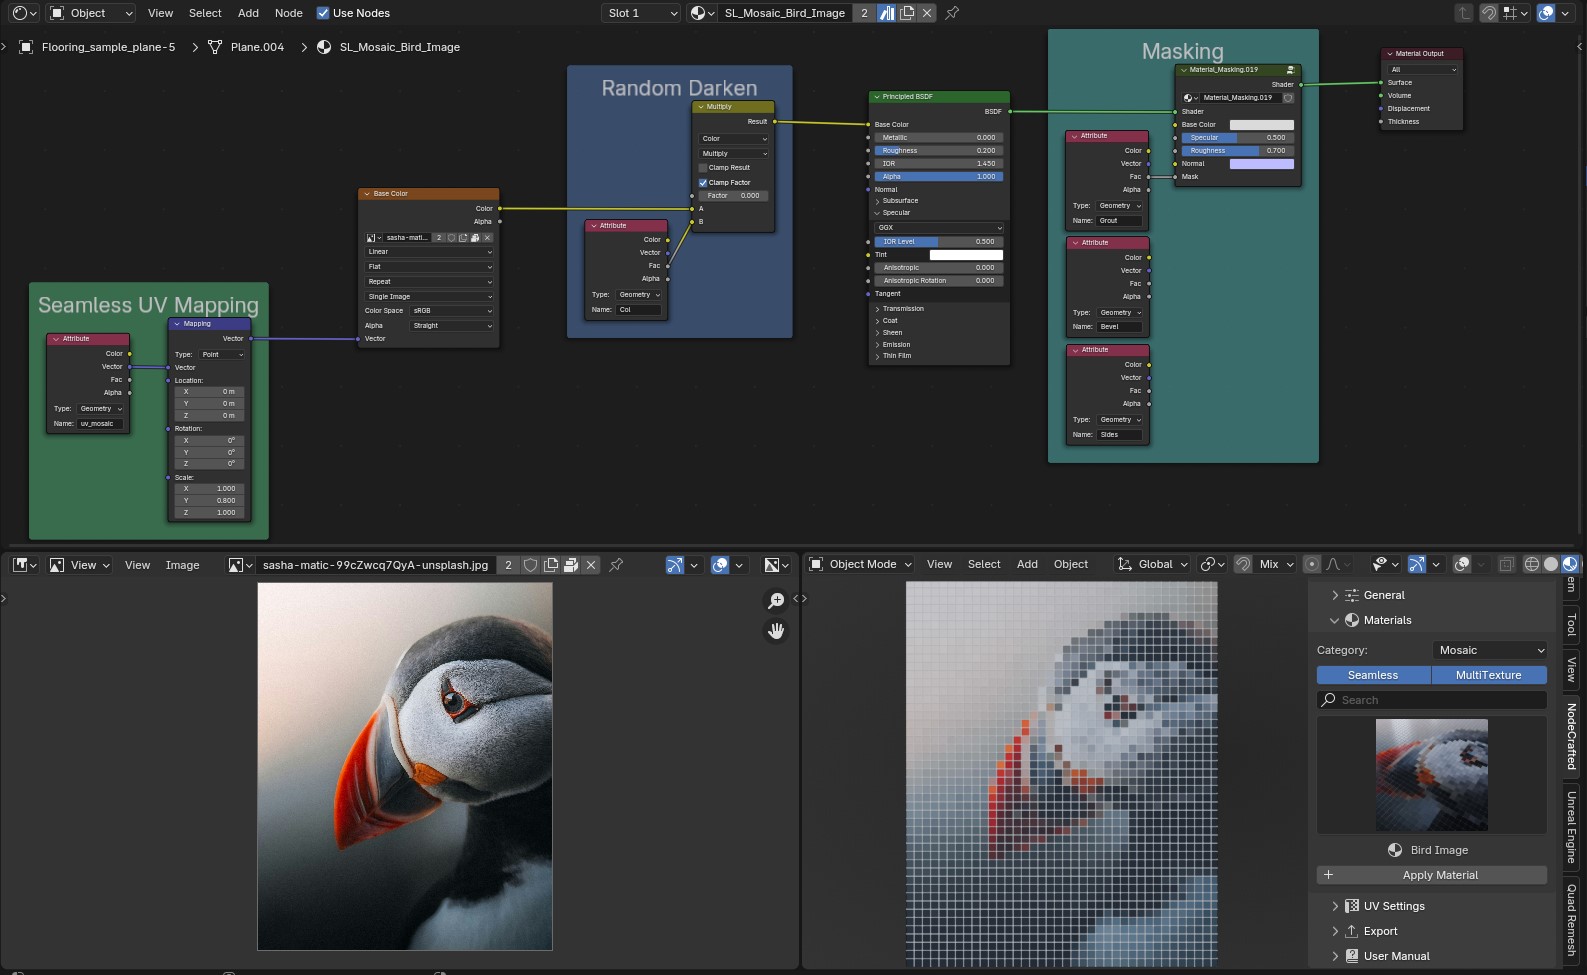 Object
View
Select
Add
Node
Use Nodes
Slot 1
SL_Mosaic_Bird_Image
2
Flooring_sample_plane-5
Plane.004
SL_Mosaic_Bird_Image
Seamless UV Mapping
Attribute
Color
Vector
Fac
Alpha
Type: Geometry
Name: uv_mosaic
Mapping
Vector
Type: Point
Vector
Location:
X 0 m
Y 0 m
Z 0 m
Rotation:
X 0°
Y 0°
Z 0°
Scale:
X 1.000
Y 0.800
Z 1.000
Base Color
Color
Alpha
sasha-mati... 2
Linear
Flat
Repeat
Single Image
Color Space sRGB
Alpha Straight
Vector
Random Darken
Attribute
Color
Vector
Fac
Alpha
Type: Geometry
Name: Col
Multiply
Result
Color
Multiply
Clamp Result
Clamp Factor
Factor 0.000
A
B
Principled BSDF
BSDF
Base Color
Metallic 0.000
Roughness 0.200
IOR 1.450
Alpha 1.000
Normal
Subsurface
Specular
GGX
IOR Level 0.500
Tint
Anisotropic 0.000
Anisotropic Rotation 0.000
Tangent
Transmission
Coat
Sheen
Emission
Thin Film
Masking
Attribute
Color
Vector
Fac
Alpha
Type: Geometry
Name: Grout
Attribute
Color
Vector
Fac
Alpha
Type: Geometry
Name: Bevel
Attribute
Color
Vector
Fac
Alpha
Type: Geometry
Name: Sides
Material_Masking.019
Shader
Material_Masking.019
Shader
Base Color
Specular 0.500
Roughness 0.700
Normal
Mask
Material Output
All
Surface
Volume
Displacement
Thickness
View
View
Image
sasha-matic-99cZwcq7QyA-unsplash.jpg
2
Object Mode
View
Select
Add
Object
Global
Mix
General
Materials
Category: Mosaic
Seamless
MultiTexture
Search
Bird Image
Apply Material
UV Settings
Export
User Manual
em
Tool
View
NodeCrafted
Unreal Engine
Quad Remesh